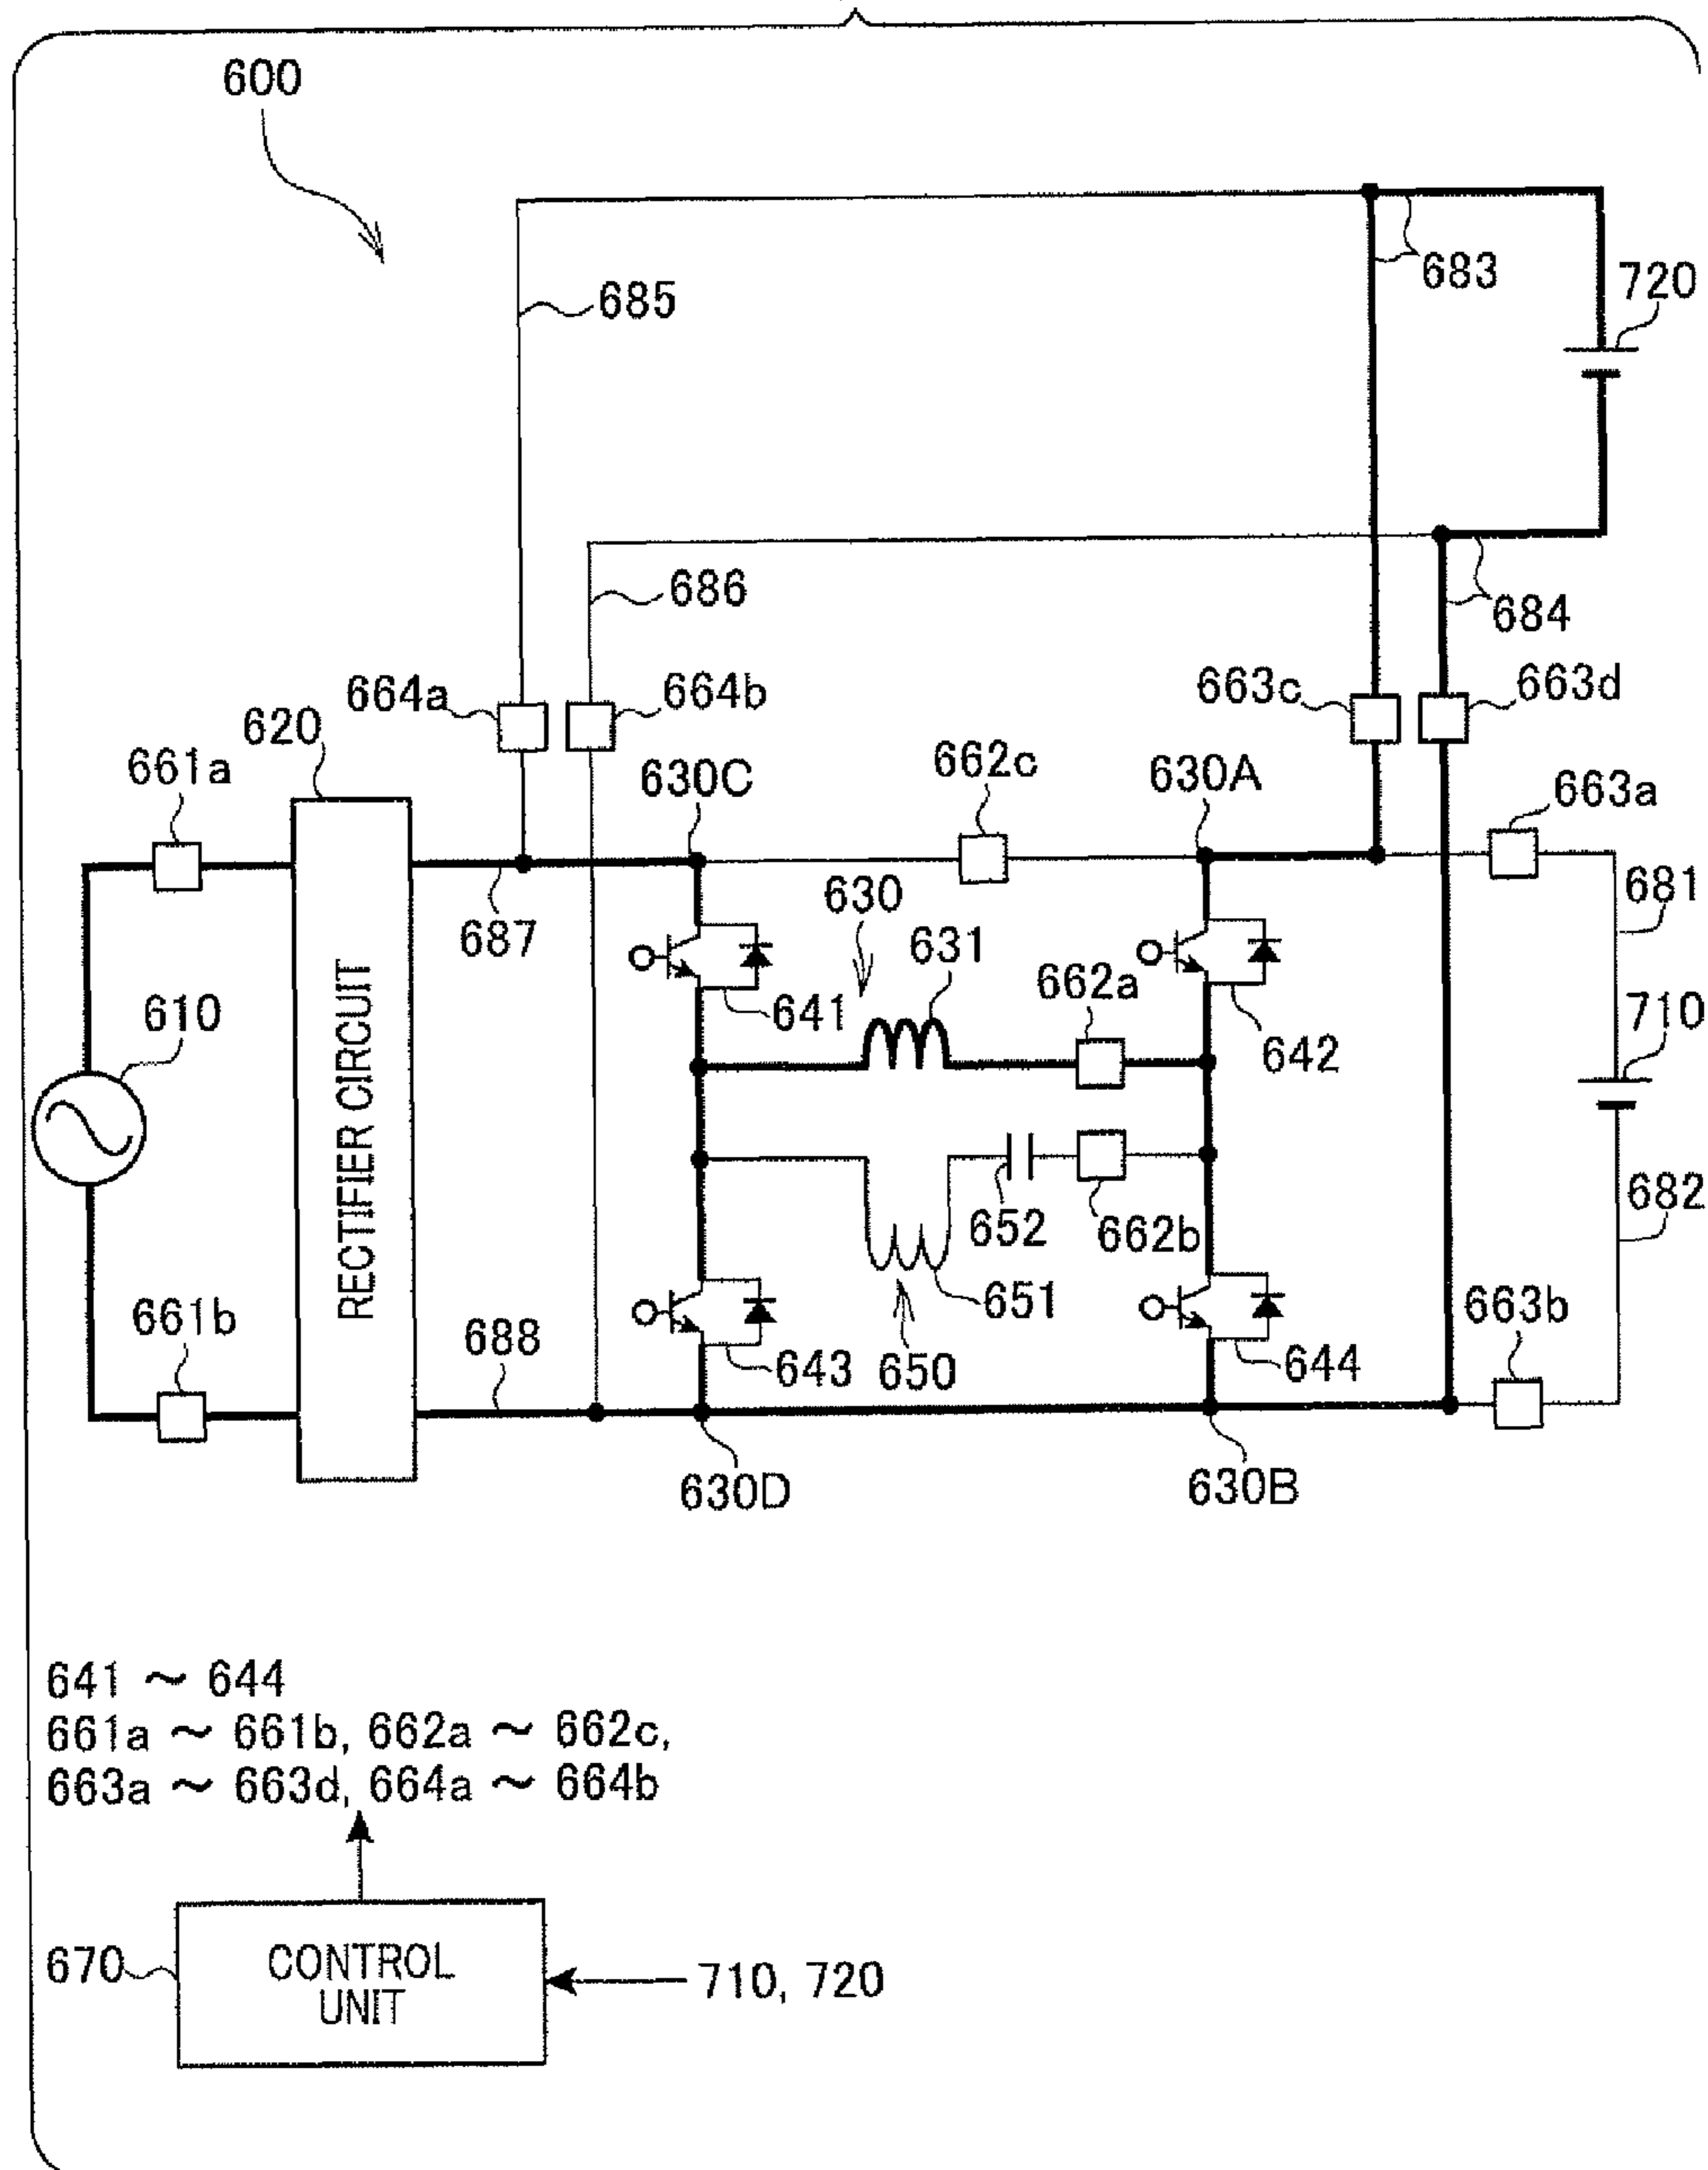 600
683
720
685
686
684
664a
664b
663c
663d
620
661a
630C
662c
630A
663a
687
630
631
662a
681
641
642
710
610
RECTIFIER CIRCUIT
652
662b
682
651
661b
688
643
650
644
663b
630D
630B
641 ~ 644
661a ~ 661b, 662a ~ 662c,
663a ~ 663d, 664a ~ 664b
670
CONTROL
UNIT
710, 720